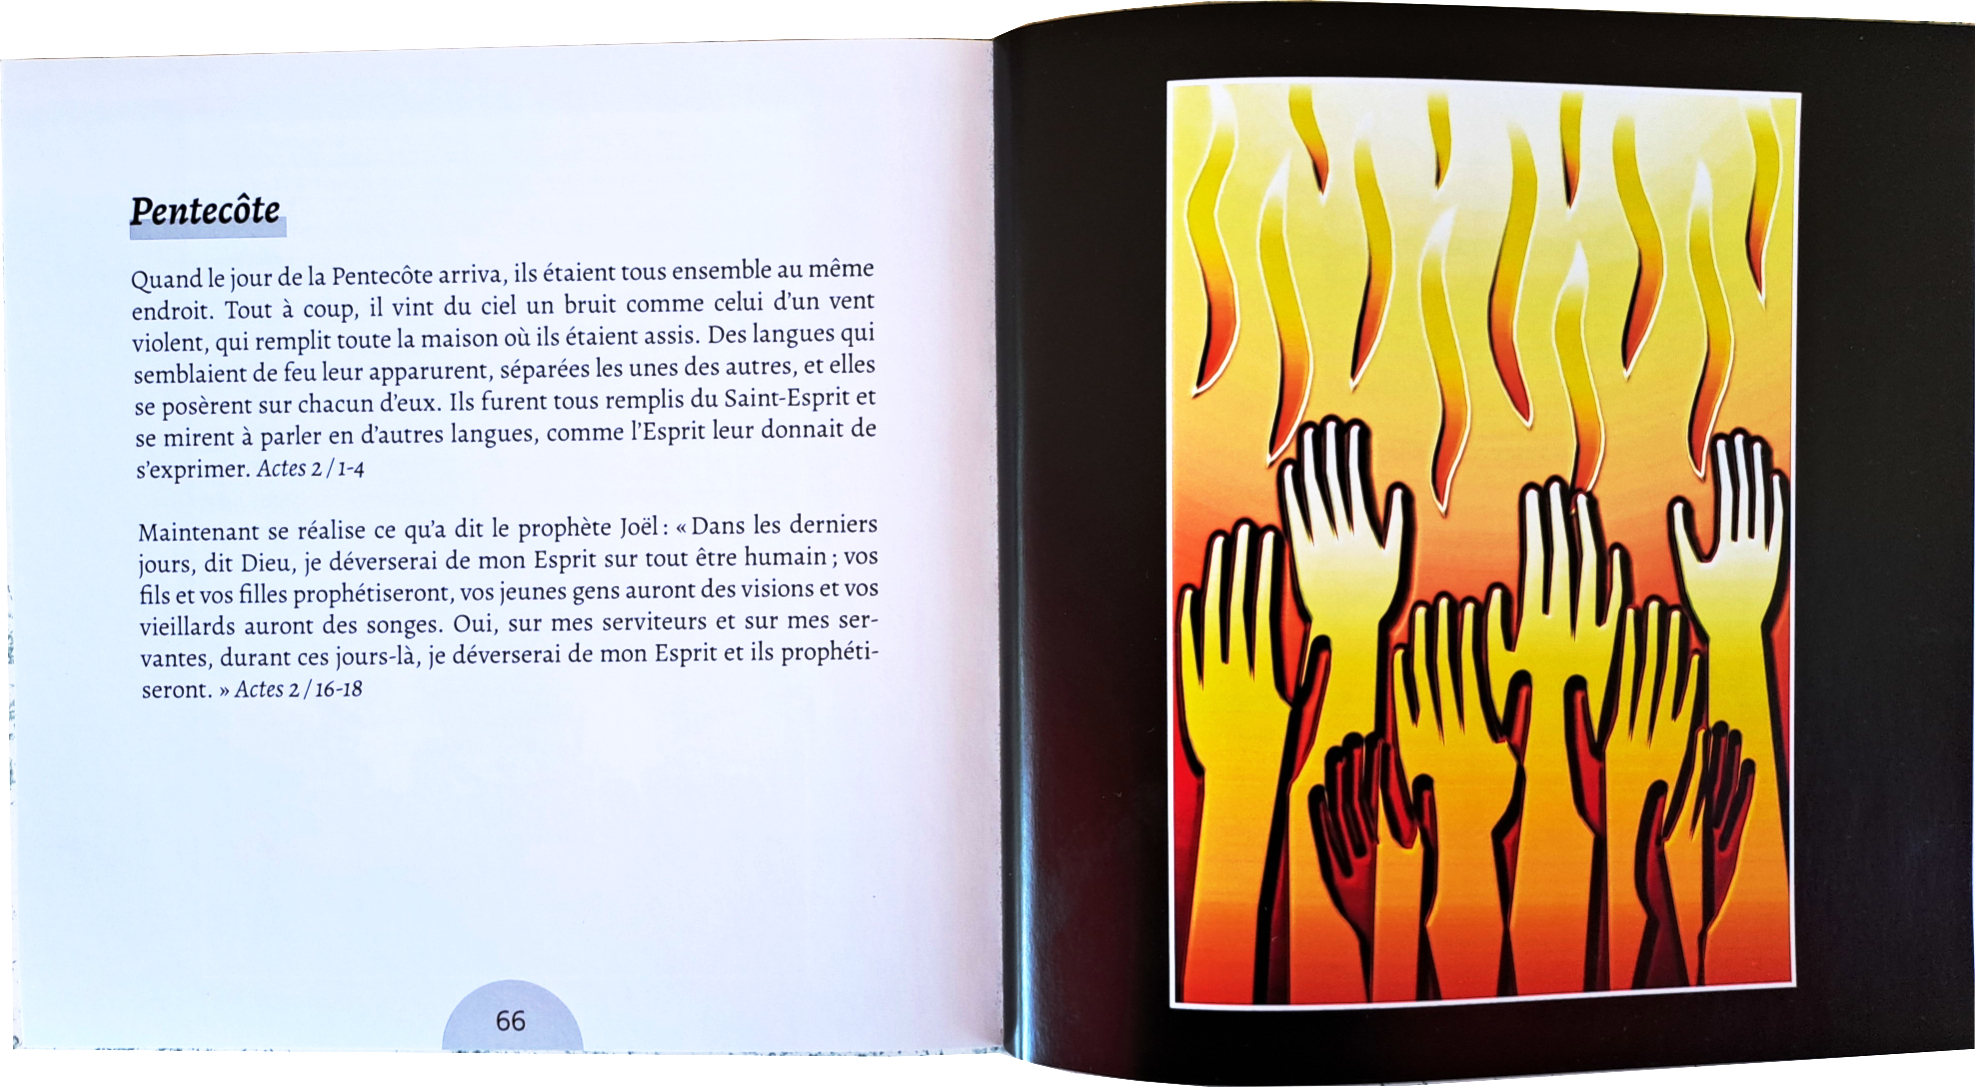 Pentecôte
Quand le jour de la Pentecôte arriva, ils étaient tous ensemble au même
endroit. Tout à coup, il vint du ciel un bruit comme celui d’un vent
violent, qui remplit toute la maison où ils étaient assis. Des langues qui
semblaient de feu leur apparurent, séparées les unes des autres, et elles
se posèrent sur chacun d’eux. Ils furent tous remplis du Saint-Esprit et
se mirent à parler en d’autres langues, comme l’Esprit leur donnait de
s’exprimer. Actes 2 / 1-4
Maintenant se réalise ce qu’a dit le prophète Joël : « Dans les derniers
jours, dit Dieu, je déverserai de mon Esprit sur tout être humain ; vos
fils et vos filles prophétiseront, vos jeunes gens auront des visions et vos
vieillards auront des songes. Oui, sur mes serviteurs et sur mes ser-
vantes, durant ces jours-là, je déverserai de mon Esprit et ils prophéti-
seront. » Actes 2 / 16-18
66